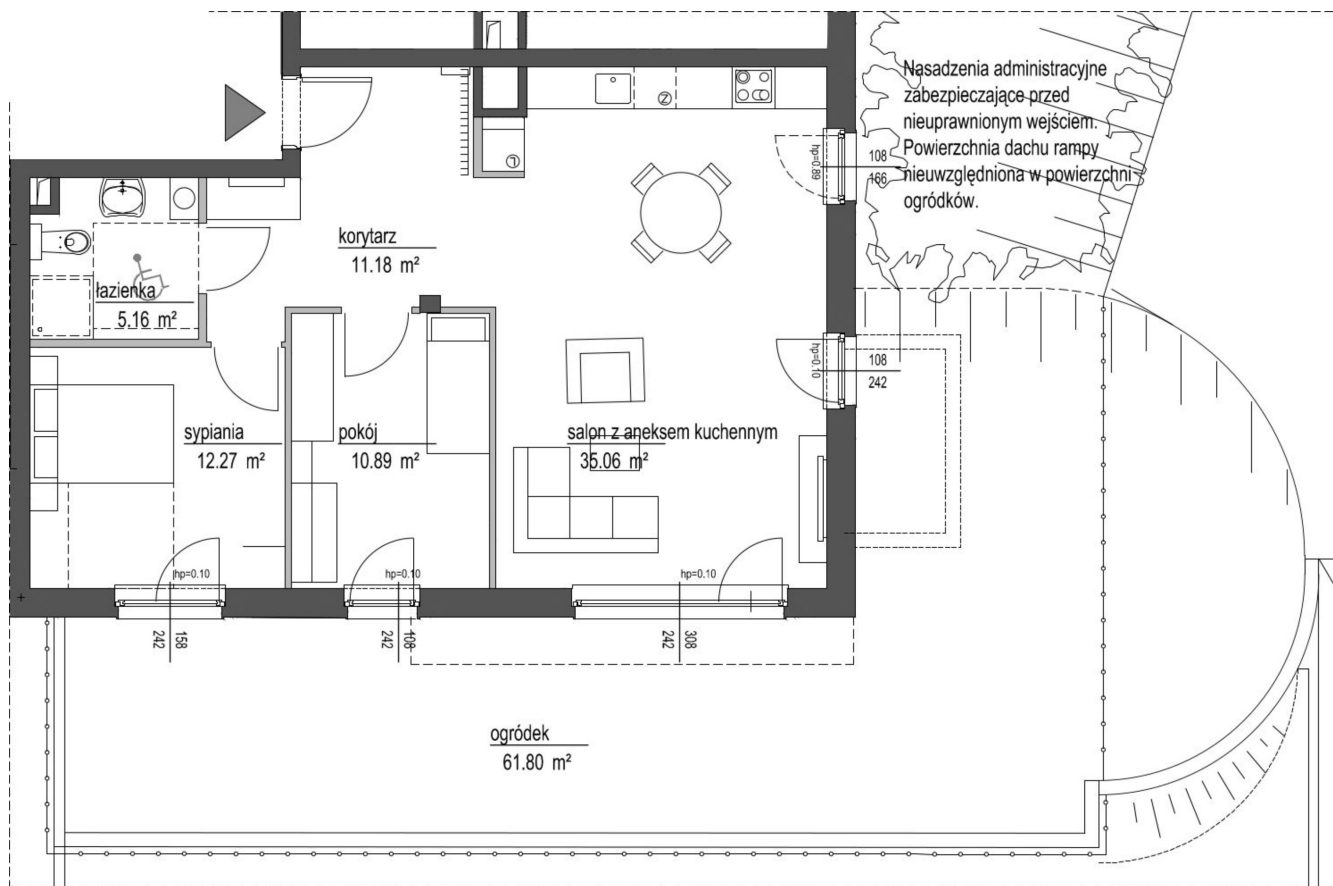 Nasadzenia administracyjne
zabezpieczające przed
nieuprawnionym wejściem.
Powierzchnia dachu rampy
nieuwzględniona w powierzchni
ogródków.
Z
L
hp=0.89
108
166
korytarz
11.18 m²
łazienka
5.16 m²
hp=0.10
108
242
sypiania
12.27 m²
pokój
10.89 m²
salon z aneksem kuchennym
35.06 m²
hp=0.10
hp=0.10
hp=0.10
158
242
108
242
308
242
ogródek
61.80 m²